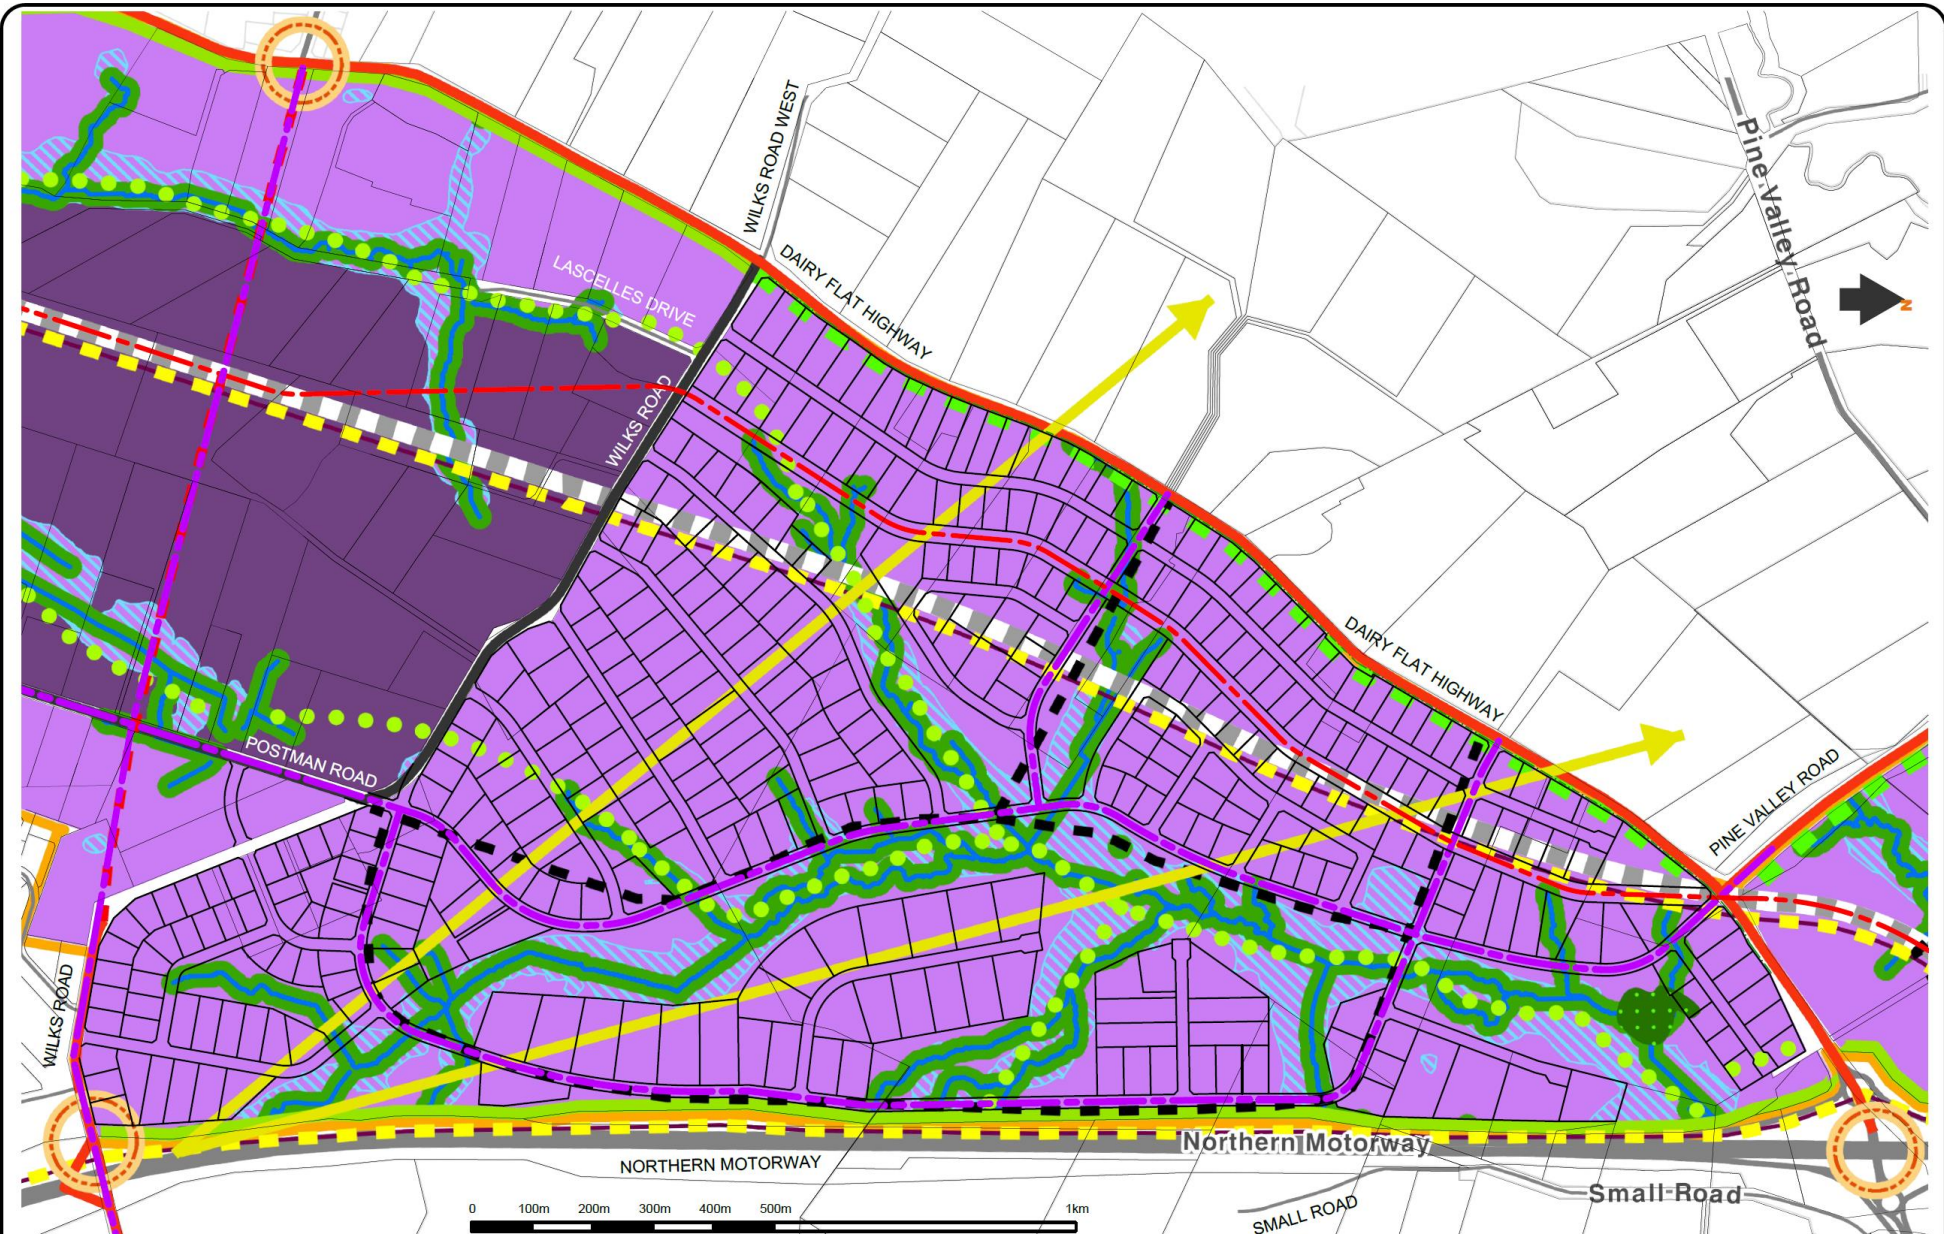 WILKS ROAD WEST
Pine Valley Road
DAIRY FLAT HIGHWAY
LASCELLES DRIVE
N
WILKS ROAD
DAIRY FLAT HIGHWAY
POSTMAN ROAD
PINE VALLEY ROAD
WILKS ROAD
Northern Motorway
NORTHERN MOTORWAY
Small Road
SMALL ROAD
0 100m 200m 300m 400m 500m 1km